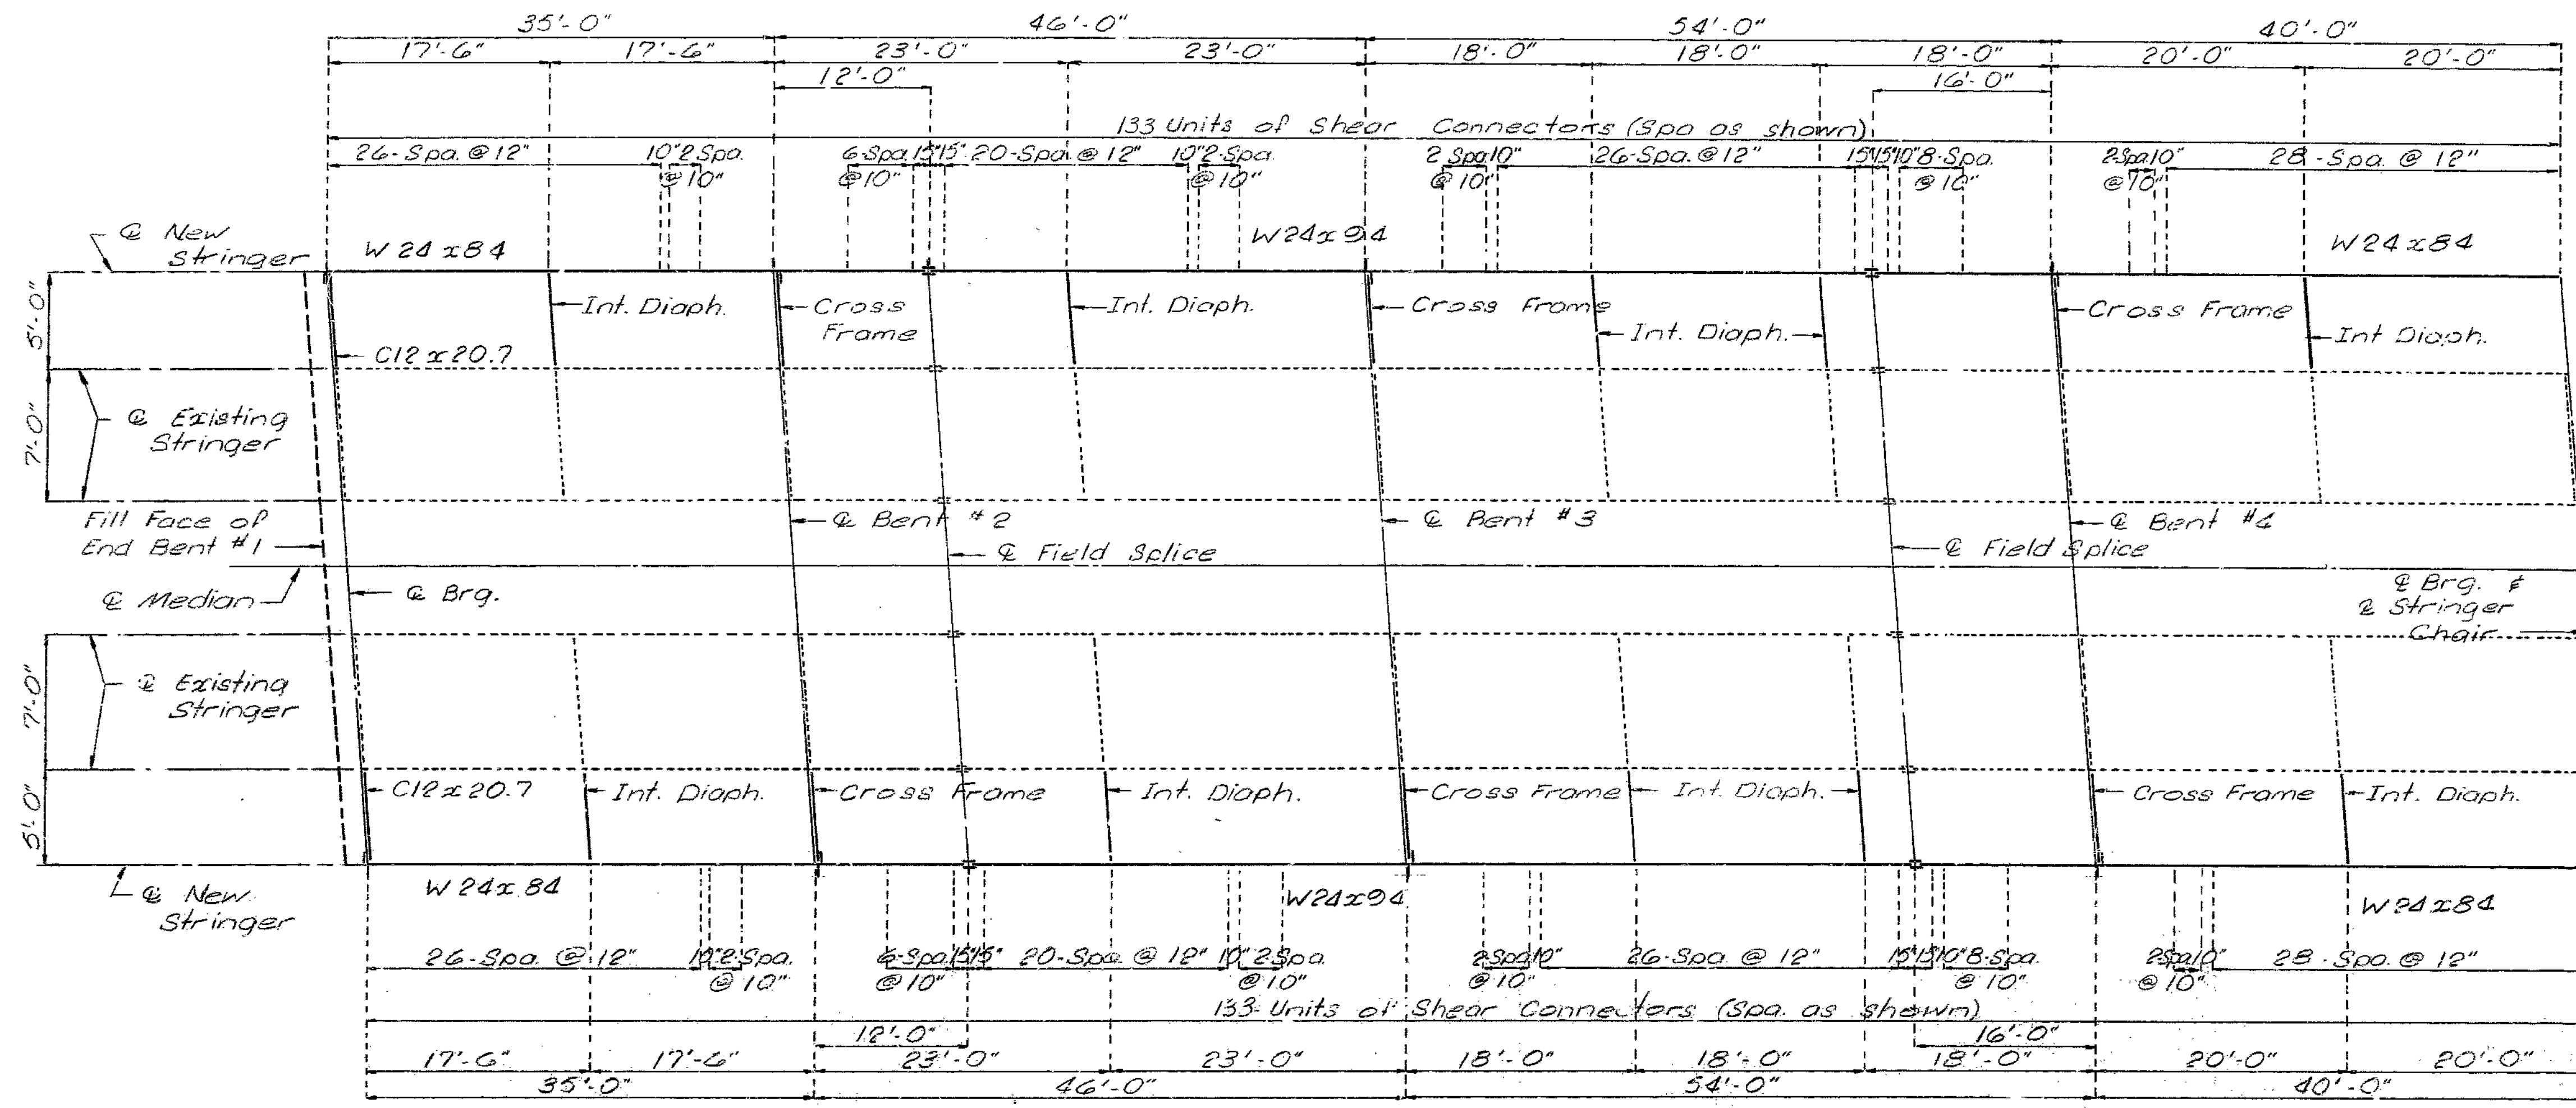 35'-0" 46'-0" 54'-0" 40'-0"
17'-6" 17'-6" 23'-0" 23'-0" 18'-0" 18'-0" 18'-0" 20'-0" 20'-0"
12'-0" 16'-0"
133 Units of Shear Connectors (Spa as shown)
26-Spa. @ 12" 10" 2 Spa. 6-Spa. 15" 15" 20-Spa. @ 12" 10" 2-Spa. 2 Spa 10" 26-Spa. @ 12" 15" 15" 10" 8-Spa. 2 Spa 10" 28-Spa. @ 12"
@ 10" @ 10" @ 10" @ 10" @ 10" @ 10"
℄ New
Stringer
W 24 x 84 W 24 x 94 W 24 x 84
5'-0"
Int. Diaph. Cross
Frame
Int. Diaph. Cross Frame Int. Diaph. Cross Frame Int Diaph.
C12 x 20.7
7'-0"
℄ Existing
Stringer
Fill Face of
End Bent #1
℄ Bent #2 ℄ Bent #3 ℄ Bent #4
℄ Field Splice ℄ Field Splice
℄ Median ℄ Brg.
℄ Brg. &
℄ Stringer
Chair
7'-0"
℄ Existing
Stringer
5'-0"
C12 x 20.7 Int. Diaph. Cross Frame Int. Diaph. Cross Frame Int. Diaph. Cross Frame Int. Diaph.
℄ New
Stringer
W 24 x 84 W 24 x 94 W 24 x 84
26-Spa. @ 12" 10" 2-Spa. 6-Spa. 15" 15" 20-Spa. @ 12" 10" 2-Spa. 2 Spa 10" 26-Spa. @ 12" 15" 15" 10" 8-Spa. 2 Spa 10" 28-Spa. @ 12"
@ 10" @ 10" @ 10" @ 10" @ 10" @ 10"
133-Units of Shear Connectors (Spa. as shown)
12'-0" 16'-0"
17'-6" 17'-6" 23'-0" 23'-0" 18'-0" 18'-0" 18'-0" 20'-0" 20'-0"
35'-0" 46'-0" 54'-0" 40'-0"